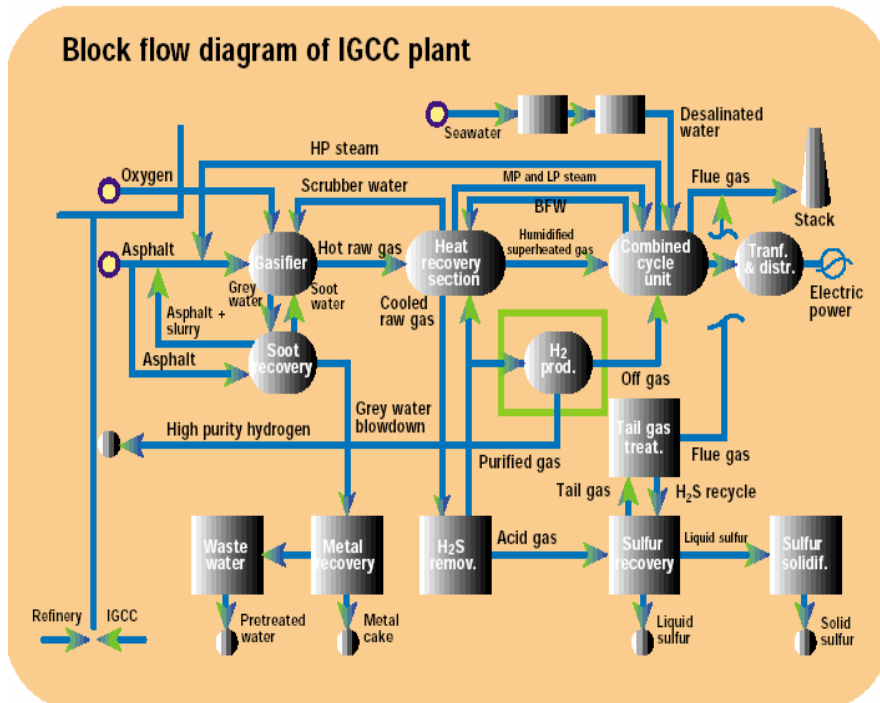 Block flow diagram of IGCC plant
Seawater
Desalinated
water
HP steam
Oxygen
Scrubber water
MP and LP steam
Flue gas
BFW
Stack
Asphalt
Hot raw gas
Gasifier
Heat
recovery
section
Humidified
superheated gas
Combined
cycle
unit
Tranf.
& distr.
Electric
power
Grey
water
Soot
water
Cooled
raw gas
Asphalt +
slurry
Soot
recovery
Asphalt
H₂
prod.
Off gas
Grey water
blowdown
High purity hydrogen
Purified gas
Tail gas
treat.
Flue gas
Tail gas
H₂S recycle
Waste
water
Metal
recovery
H₂S
remov.
Acid gas
Sulfur
recovery
Liquid sulfur
Sulfur
solidif.
Refinery
IGCC
Pretreated
water
Metal
cake
Liquid
sulfur
Solid
sulfur